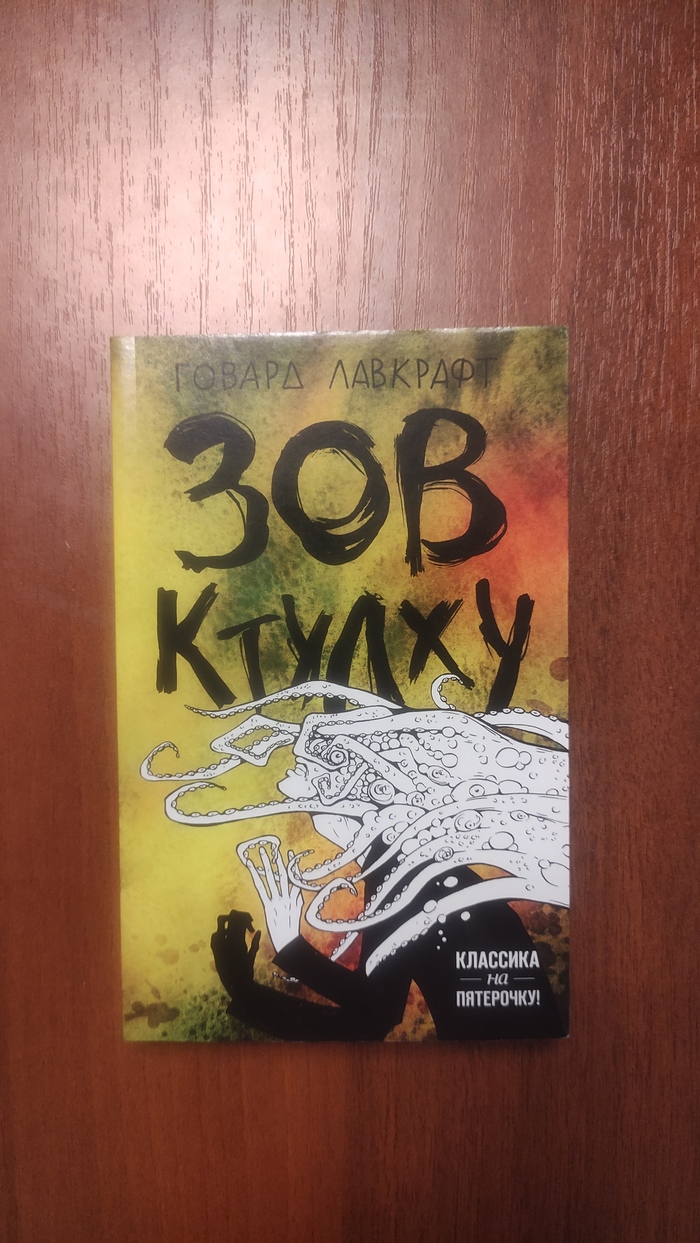 ГОВАРД ЛАВКРАФТ
ЗОВ
КТУЛХУ
КЛАССИКА
на
ПЯТЕРОЧКУ!